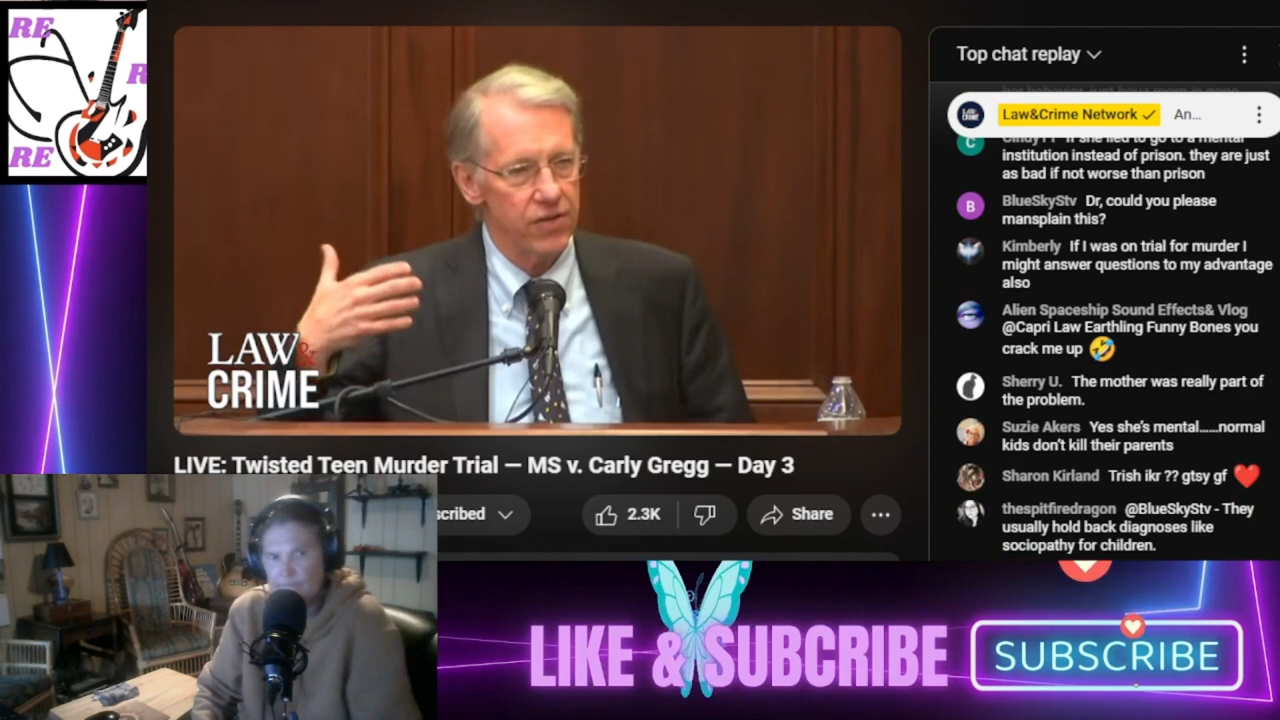 RE
R
RE
LAW&
CRIME
LIVE: Twisted Teen Murder Trial — MS v. Carly Gregg — Day 3
scribed
2.3K
Share
Top chat replay
LAW&
CRIME
Law&Crime Network
An...
institution instead of prison. they are just
as bad if not worse than prison
B
BlueSkyStv Dr, could you please
mansplain this?
Kimberly If I was on trial for murder I
might answer questions to my advantage
also
Alien Spaceship Sound Effects& Vlog
@Capri Law Earthling Funny Bones you
crack me up 🤣
Sherry U. The mother was really part of
the problem.
Suzie Akers Yes she's mental......normal
kids don't kill their parents
Sharon Kirland Trish ikr ?? gtsy gf ❤️
thespitfiredragon @BlueSkyStv - They
usually hold back diagnoses like
sociopathy for children.
LIKE & SUBCRIBE
SUBSCRIBE